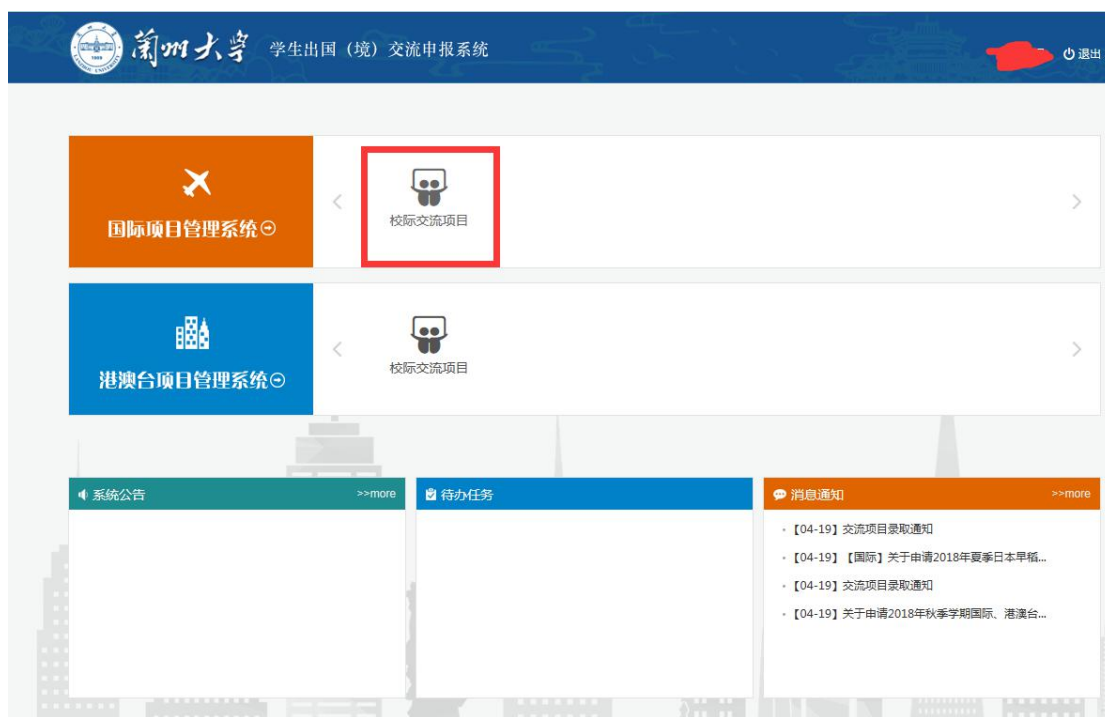 兰州大学 学生出国（境）交流申报系统
退出
国际项目管理系统
校际交流项目
港澳台项目管理系统
校际交流项目
系统公告 >>more
待办任务
消息通知 >>more
【04-19】交流项目录取通知
【04-19】【国际】关于申请2018年夏季日本早稻...
【04-19】交流项目录取通知
【04-19】关于申请2018年秋季学期国际、港澳台...